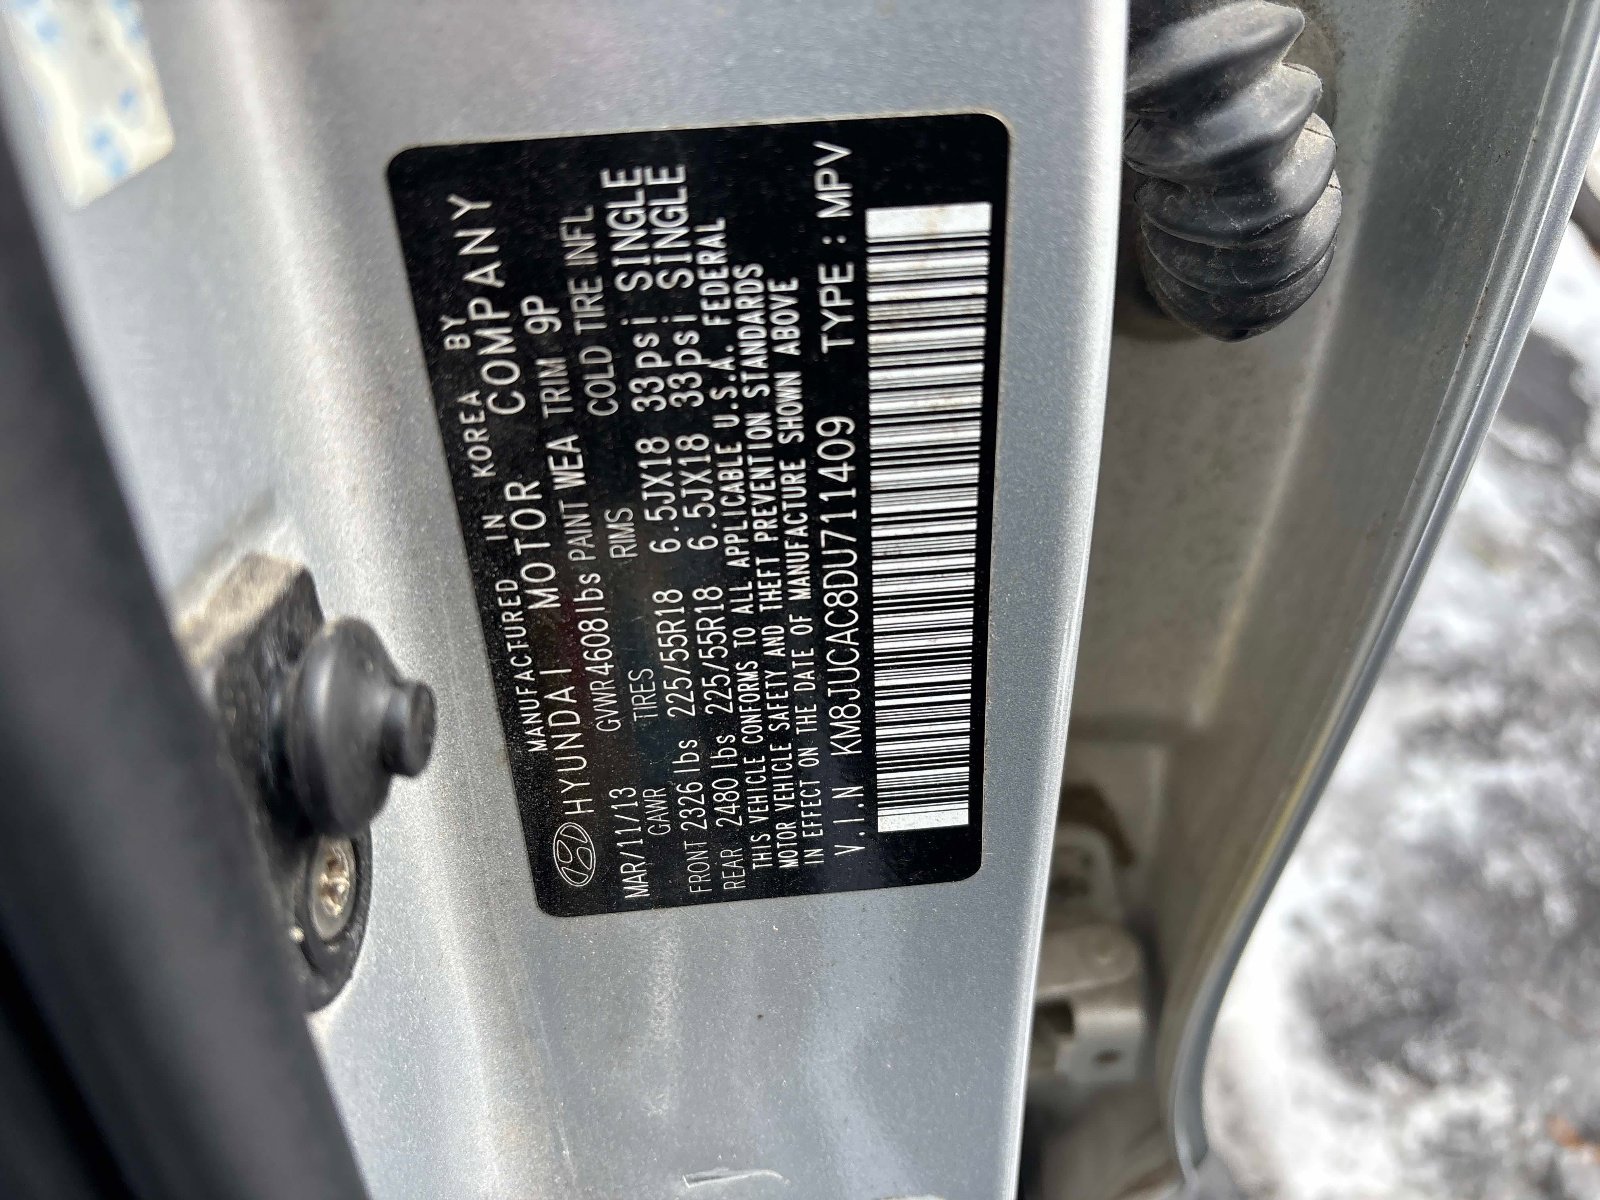 MANUFACTURED IN KOREA BY
HYUNDAI MOTOR COMPANY
MAR/11/13 GVWR4608lbs PAINT WEA TRIM 9P
GAWR TIRES RIMS COLD TIRE INFL
FRONT 2326lbs 225/55R18 6.5JX18 33psi SINGLE
REAR 2480lbs 225/55R18 6.5JX18 33psi SINGLE
THIS VEHICLE CONFORMS TO ALL APPLICABLE U.S.A. FEDERAL
MOTOR VEHICLE SAFETY AND THEFT PREVENTION STANDARDS
IN EFFECT ON THE DATE OF MANUFACTURE SHOWN ABOVE
V.I.N KM8JUCAC8DU711409 TYPE : MPV